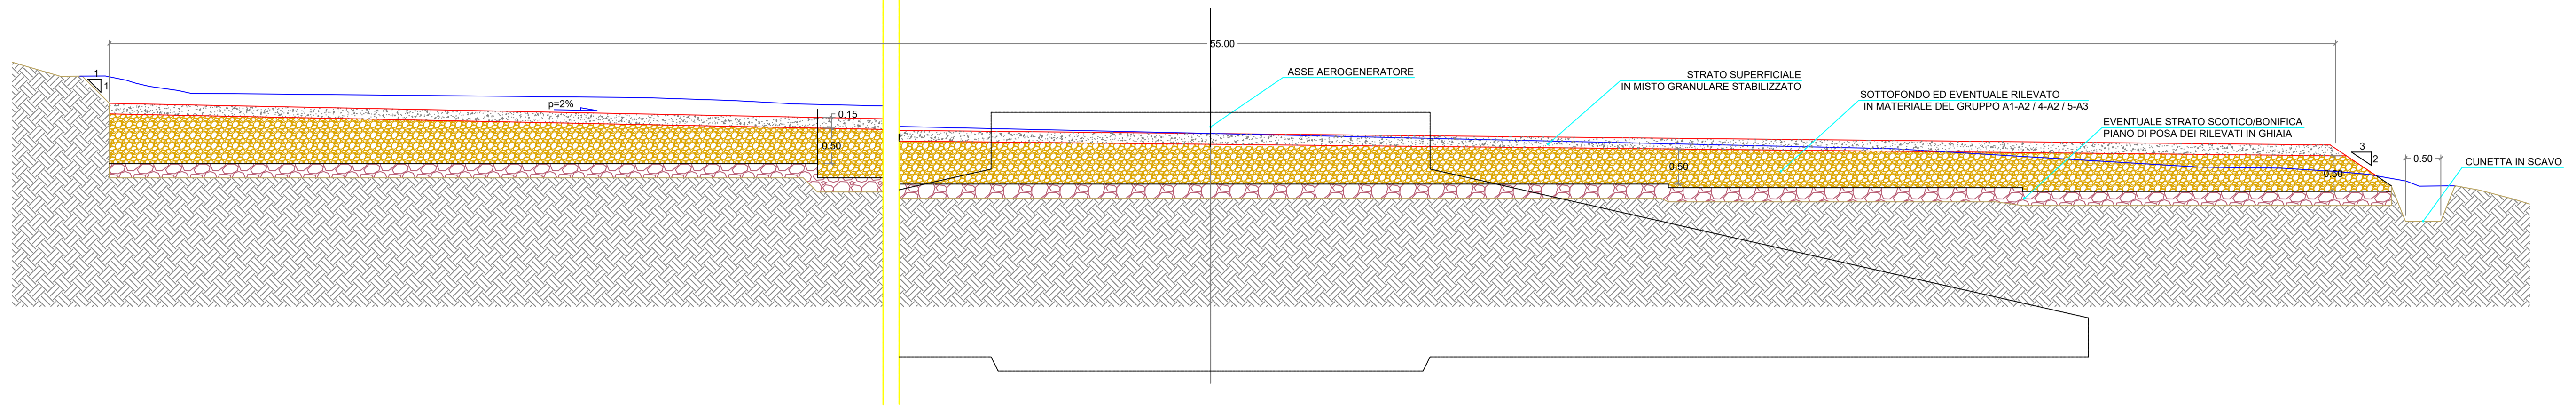 55.00
1
1
p=2%
0.15
0.50
ASSE AEROGENERATORE
STRATO SUPERFICIALE
IN MISTO GRANULARE STABILIZZATO
SOTTOFONDO ED EVENTUALE RILEVATO
IN MATERIALE DEL GRUPPO A1-A2 / 4-A2 / 5-A3
EVENTUALE STRATO SCOTICO/BONIFICA
PIANO DI POSA DEI RILEVATI IN GHIAIA
0.50
0.50
3
2
0.50
CUNETTA IN SCAVO